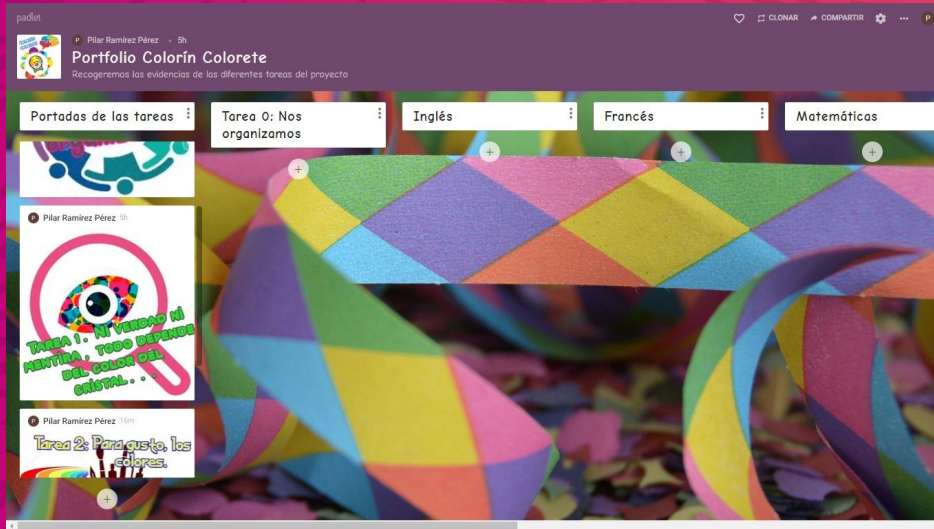 padlet
CLONAR
COMPARTIR
P
P Pilar Ramírez Pérez • 5h
Portfolio Colorín Colorete
Recogeremos las evidencias de las diferentes tareas del proyecto
Portadas de las tareas
Tarea 0: Nos
organizamos
Inglés
Francés
Matemáticas
P Pilar Ramírez Pérez 5h
TAREA 1. NI VERDAD NI
MENTIRA, TODO DEPENDE
DEL COLOR DEL
CRISTAL...
P Pilar Ramírez Pérez 16m
Tarea 2: Para gusto, los
colores.